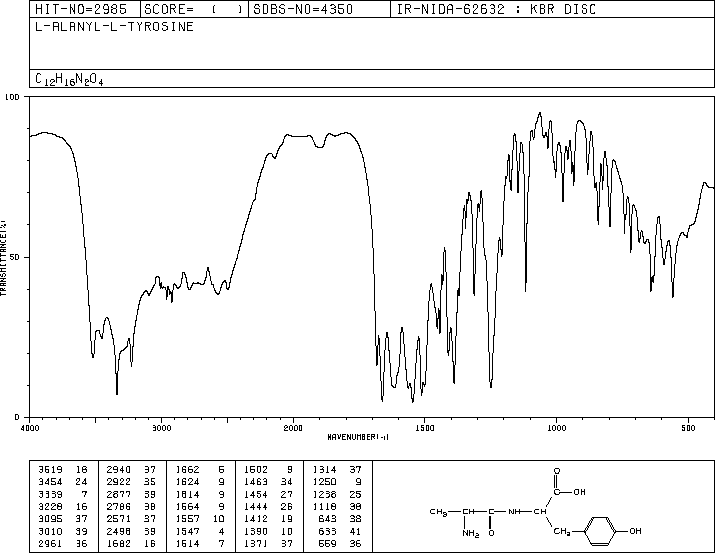 HIT-NO=2985 SCORE= ( ) SDBS-NO=4350 IR-NIDA-62632 : KBR DISC
L-ALANYL-L-TYROSINE
C12H16N2O4
100
50
0
TRANSMITTANCE(%)
4000 3000 2000 1500 1000 500
WAVENUMBER(-1)
3519 18 2940 37 1662 5 1502 9 1314 37
3454 24 2922 35 1624 9 1463 34 1250 9
3339 7 2877 39 1614 9 1454 27 25
3228 16 2786 38 1564 9 1444 26 1118 38
3095 37 2571 37 1557 10 1412 19 643 38
3010 39 2498 39 1547 4 1390 10 633 41
2961 36 1682 16 1514 7 1371 37 559 36
O
C—OH
CH3—CH—C—NH—CH
NH2 O CH2 OH